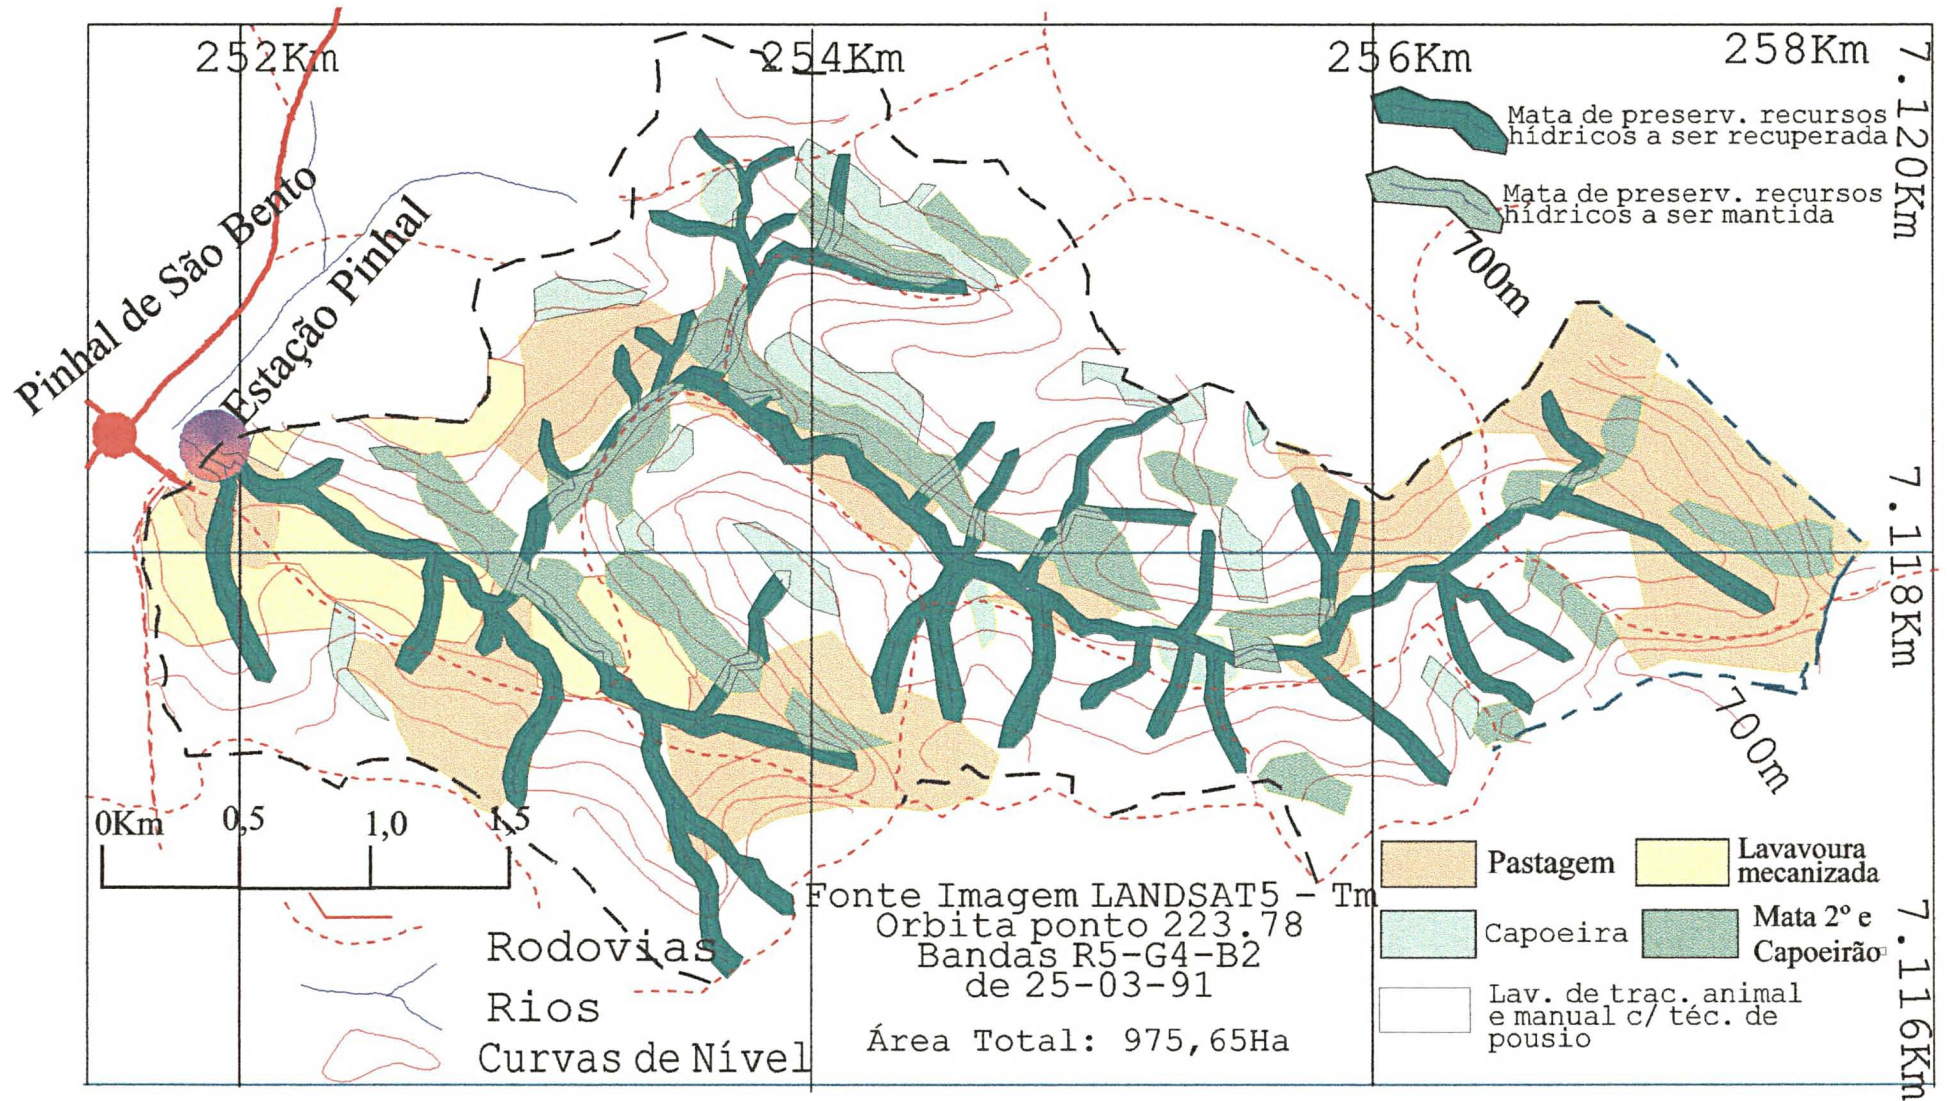 252Km
254Km
256Km
258Km
7.120Km
Mata de preserv. recursos
hídricos a ser recuperada
Mata de preserv. recursos
hídricos a ser mantida
700m
Pinhal de São Bento
Estação Pinhal
7.118Km
700m
0Km 0,5 1,0 1,5
Pastagem
Lavavoura
mecanizada
Capoeira
Mata 2º e
Capoeirão
Lav. de trac. animal
e manual c/ téc. de
pousio
7.116Km
Fonte Imagem LANDSAT5 - Tm
Orbita ponto 223.78
Bandas R5-G4-B2
de 25-03-91
Área Total: 975,65Ha
Rodovias
Rios
Curvas de Nível